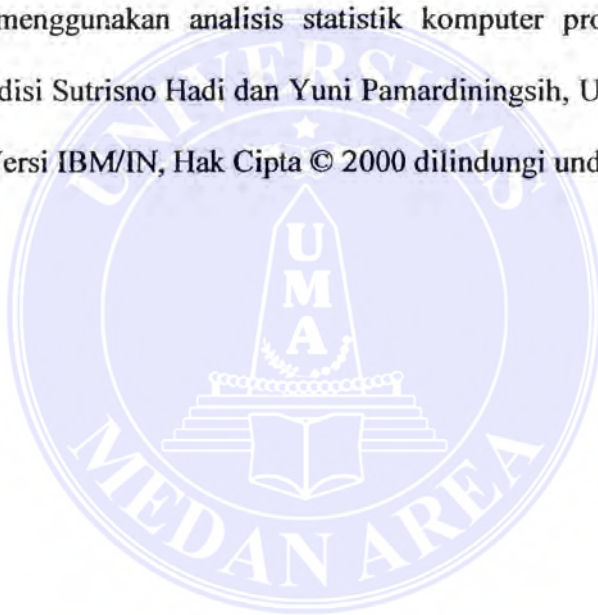 menggunakan analisis statistik komputer pro
disi Sutrisno Hadi dan Yuni Pamardiningsih, U
Versi IBM/IN, Hak Cipta © 2000 dilindungi und
UNIVERSITAS
UMA
MEDAN AREA